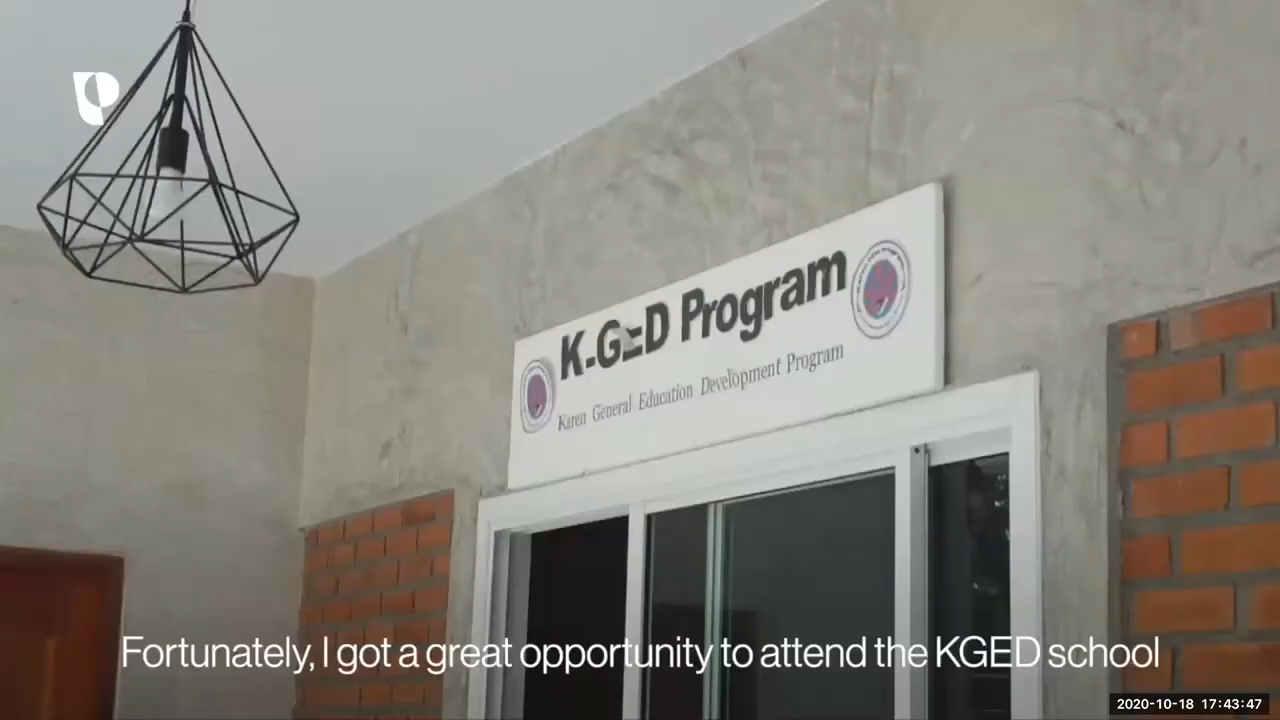 K-GED Program
Karen General Education Development Program
Fortunately, I got a great opportunity to attend the KGED school
2020-10-18 17:43:47